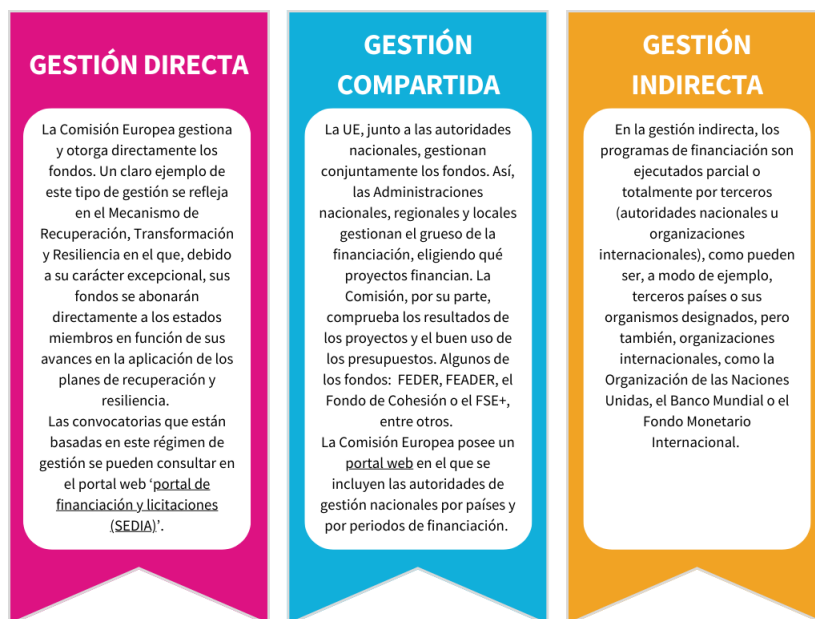 GESTIÓN DIRECTA
La Comisión Europea gestiona
y otorga directamente los
fondos. Un claro ejemplo de
este tipo de gestión se refleja
en el Mecanismo de
Recuperación, Transformación
y Resiliencia en el que, debido
a su carácter excepcional, sus
fondos se abonarán
directamente a los estados
miembros en función de sus
avances en la aplicación de los
planes de recuperación y
resiliencia.
Las convocatorias que están
basadas en este régimen de
gestión se pueden consultar en
el portal web ‘portal de
financiación y licitaciones
(SEDIA)’.
GESTIÓN
COMPARTIDA
La UE, junto a las autoridades
nacionales, gestionan
conjuntamente los fondos. Así,
las Administraciones
nacionales, regionales y locales
gestionan el grueso de la
financiación, eligiendo qué
proyectos financian. La
Comisión, por su parte,
comprueba los resultados de
los proyectos y el buen uso de
los presupuestos. Algunos de
los fondos: FEDER, FEADER, el
Fondo de Cohesión o el FSE+,
entre otros.
La Comisión Europea posee un
portal web en el que se
incluyen las autoridades de
gestión nacionales por países y
por periodos de financiación.
GESTIÓN
INDIRECTA
En la gestión indirecta, los
programas de financiación son
ejecutados parcial o
totalmente por terceros
(autoridades nacionales u
organizaciones
internacionales), como pueden
ser, a modo de ejemplo,
terceros países o sus
organismos designados, pero
también, organizaciones
internacionales, como la
Organización de las Naciones
Unidas, el Banco Mundial o el
Fondo Monetario
Internacional.